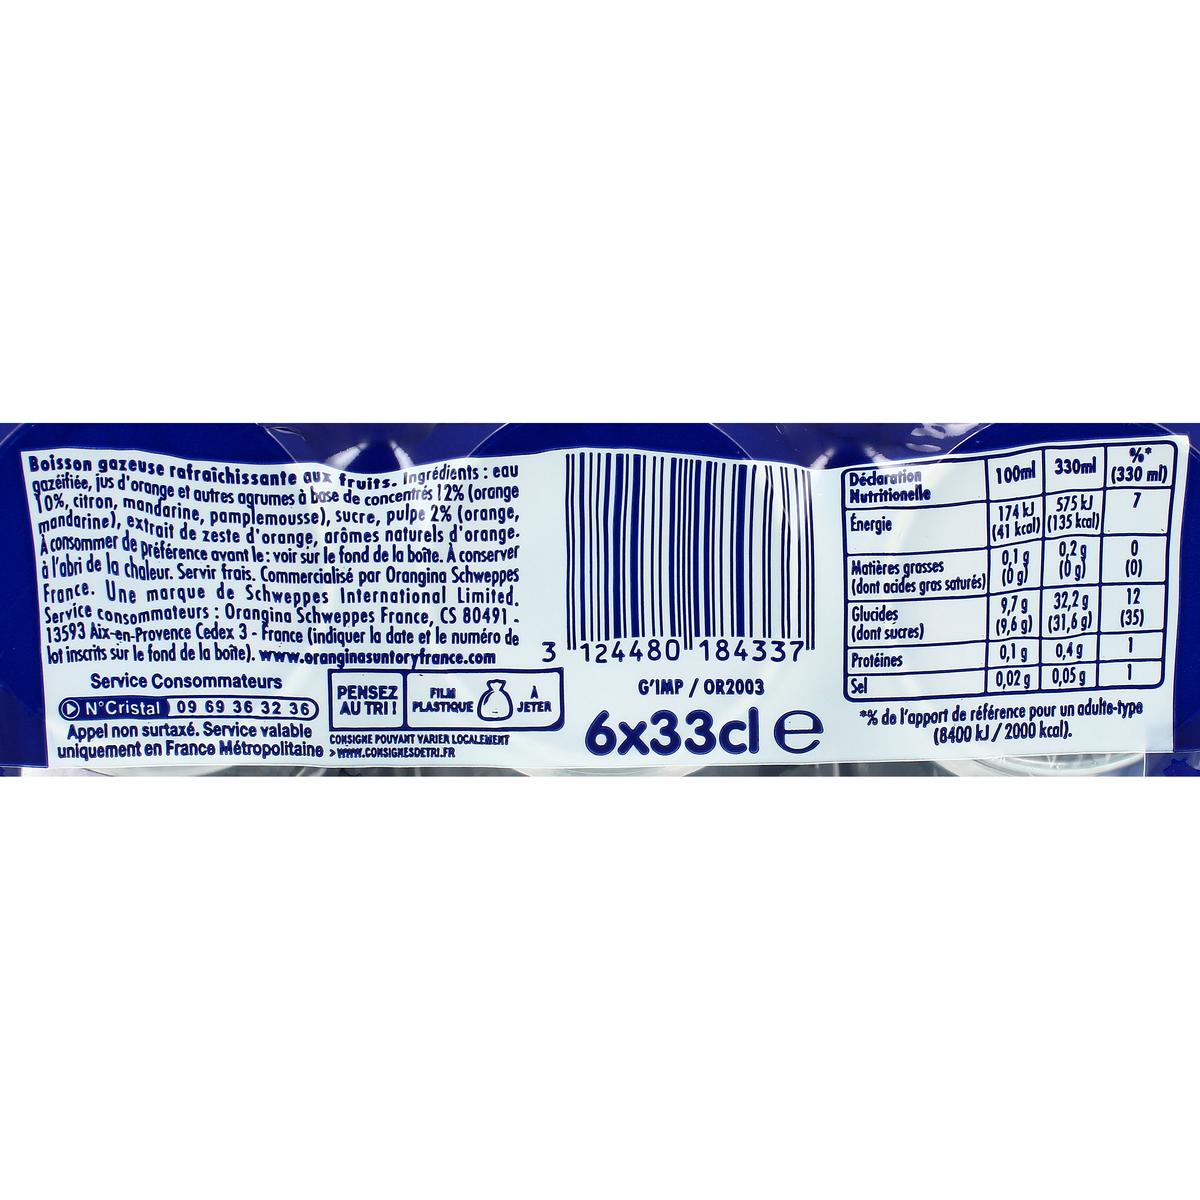 Boisson gazeuse rafraîchissante aux fruits. Ingrédients : eau
gazéifiée, jus d'orange et autres agrumes à base de concentrés 12% (orange
10%, citron, mandarine, pamplemousse), sucre, pulpe 2% (orange,
mandarine), extrait de zeste d'orange, arômes naturels d'orange.
À consommer de préférence avant le : voir sur le fond de la boîte. À conserver
à l'abri de la chaleur. Servir frais. Commercialisé par Orangina Schweppes
France. Une marque de Schweppes International Limited.
Service consommateurs : Orangina Schweppes France, CS 80491 -
13593 Aix-en-Provence Cedex 3 - France (indiquer la date et le numéro de
lot inscrits sur le fond de la boîte). www.oranginasuntoryfrance.com
Service Consommateurs
N°Cristal 09 69 36 32 36
Appel non surtaxé. Service valable
uniquement en France Métropolitaine
PENSEZ
AU TRI !
FILM
PLASTIQUE
À
JETER
CONSIGNE POUVANT VARIER LOCALEMENT
>WWW.CONSIGNESDETRI.FR
3 124480 184337
G'IMP / OR2003
6x33cl e
Déclaration
Nutritionelle 100ml 330ml %*
(330 ml)
Énergie 174 kJ 575 kJ 7
(41 kcal) (135 kcal)
Matières grasses 0,1 g 0,2 g 0
(dont acides gras saturés) (0 g) (0 g) (0)
Glucides 9,7 g 32,2 g 12
(dont sucres) (9,6 g) (31,6 g) (35)
Protéines 0,1 g 0,4 g 1
Sel 0,02 g 0,05 g 1
*% de l'apport de référence pour un adulte-type
(8400 kJ / 2000 kcal).